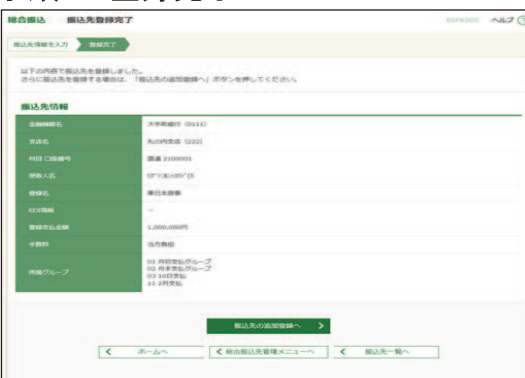 総合振込 振込先登録完了
BSFK005 ヘルプ
振込先情報を入力 登録完了
以下の内容で振込先を登録しました。
さらに振込先を登録する場合は、「振込先の追加登録へ」ボタンを押してください。
振込先情報
金融機関名 大手町銀行 (0111)
支店名 丸の内支店 (222)
科目 口座番号 普通 2100003
受取人名
登録名 東日本商事
EDI情報 −
登録支払金額 1,000,000円
手数料 当方負担
所属グループ 01 月初支払グループ
02 月末支払グループ
03 10日支払
11 2月支払
振込先の追加登録へ
ホームへ 総合振込先管理メニューへ 振込先一覧へ